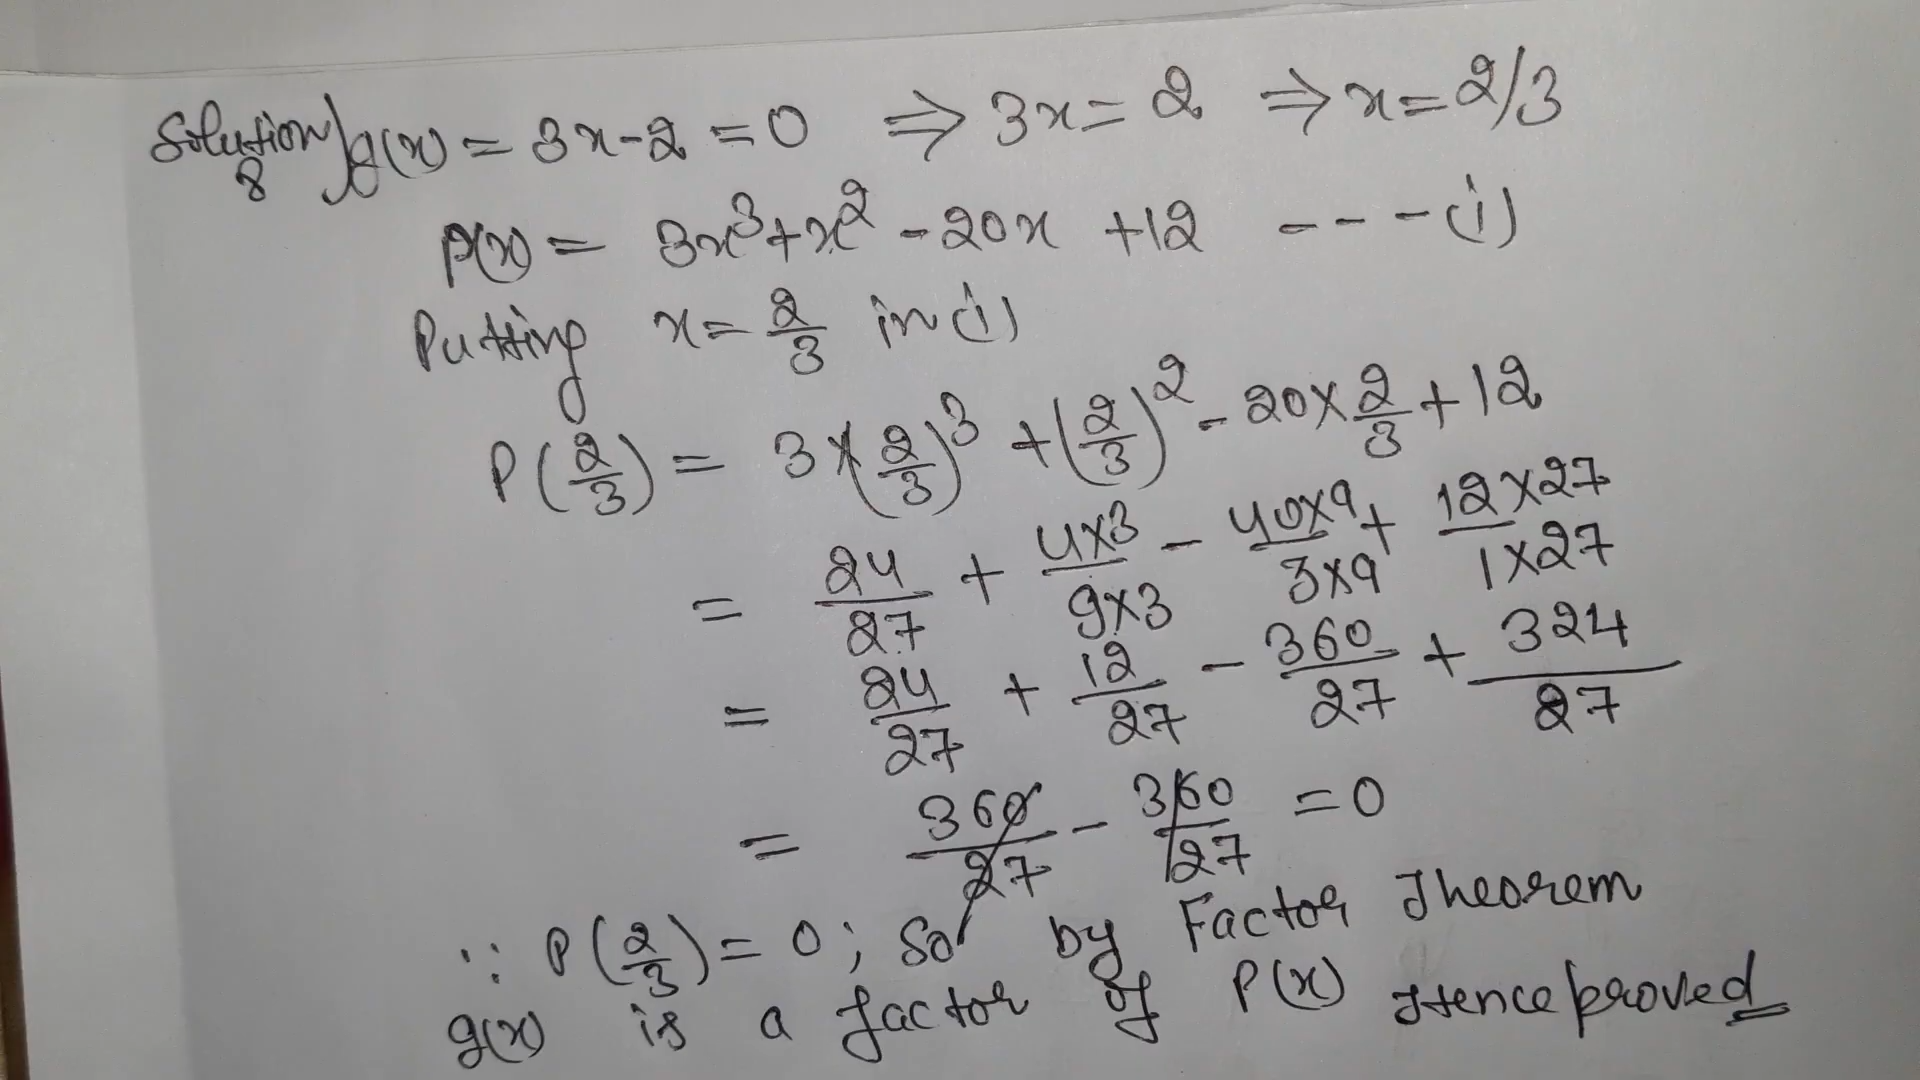 Solution 8) g(x) = 3x-2 = 0 ⇒ 3x = 2 ⇒ x = 2/3
P(x) = 3x³+x² -20x +12 ----(i)
Putting x = 2/3 in (i)
P(2/3) = 3×(2/3)³ + (2/3)² - 20×2/3 + 12
= 24/27 + 4×3/9×3 - 40×9/3×9 + 12×27/1×27
= 24/27 + 12/27 - 360/27 + 324/27
= 360/27 - 360/27 = 0
∵ P(2/3) = 0; So by Factor Theorem
g(x) is a factor of P(x) Hence proved